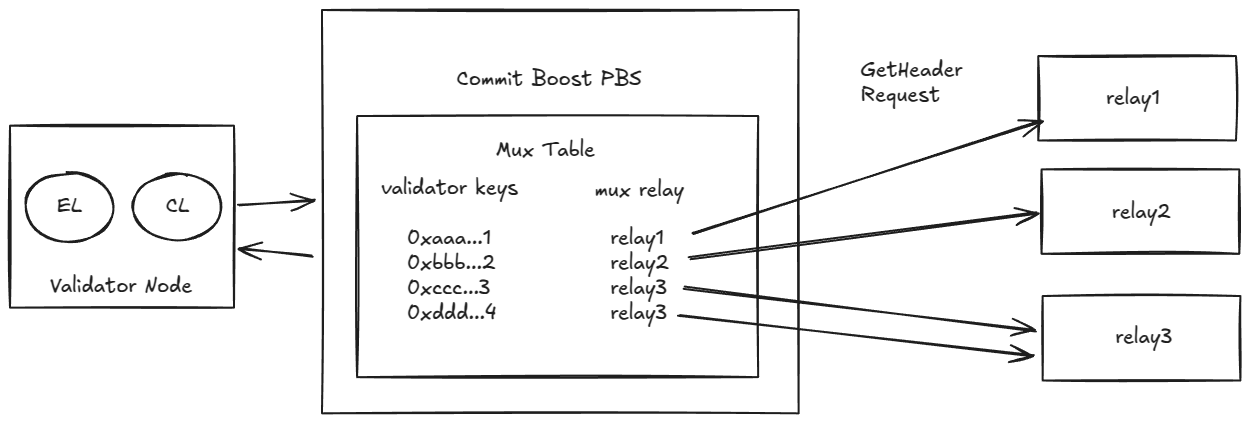 Commit Boost PBS
GetHeader
Request
relay1
Mux Table
validator keys
mux relay
EL
CL
relay2
0xaaa...1
relay1
0xbbb...2
relay2
0xccc...3
relay3
0xddd...4
relay3
Validator Node
relay3